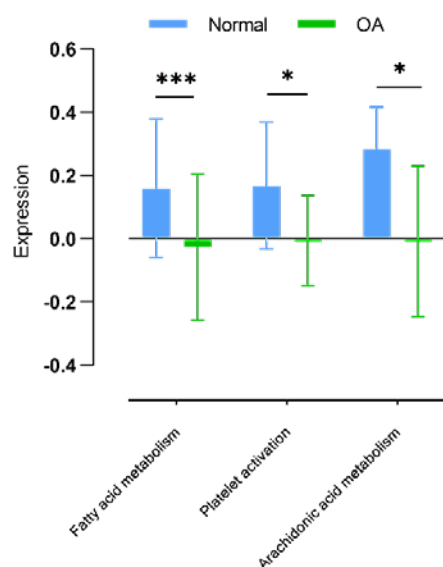 Normal OA
0.6
0.4
0.2
0.0
-0.2
-0.4
Expression
***
*
*
Fatty acid metabolism
Platelet activation
Arachidonic acid metabolism